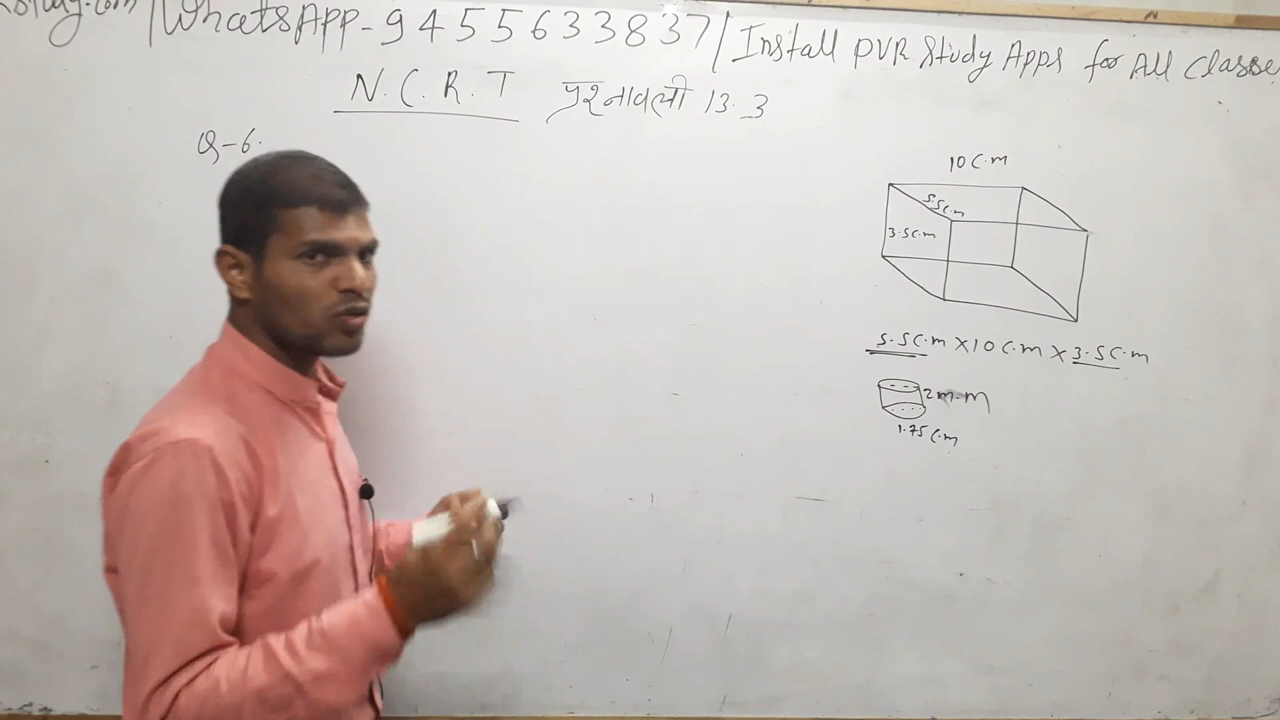 WhatsApp-9455633837/Install PVR Study Apps for All Classe
N.C.R.T प्रश्नावली 13.3
Q-6.
10 C.m
5.5C.m
3.5C.m
5.5C.m X10 C.m X 3.5C.m
2m.m
1.75 C.m